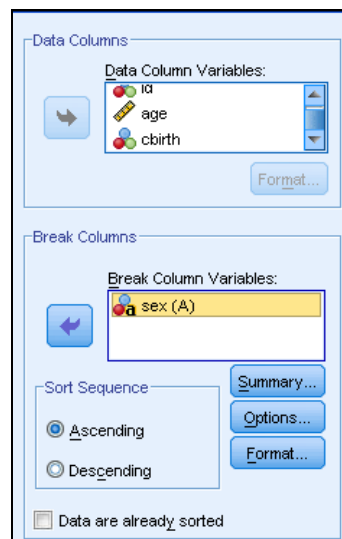 Data Columns
Data Column Variables:
id
age
cbirth
Format...
Break Columns
Break Column Variables:
a sex (A)
Sort Sequence
Summary...
Ascending
Options...
Descending
Format...
Data are already sorted